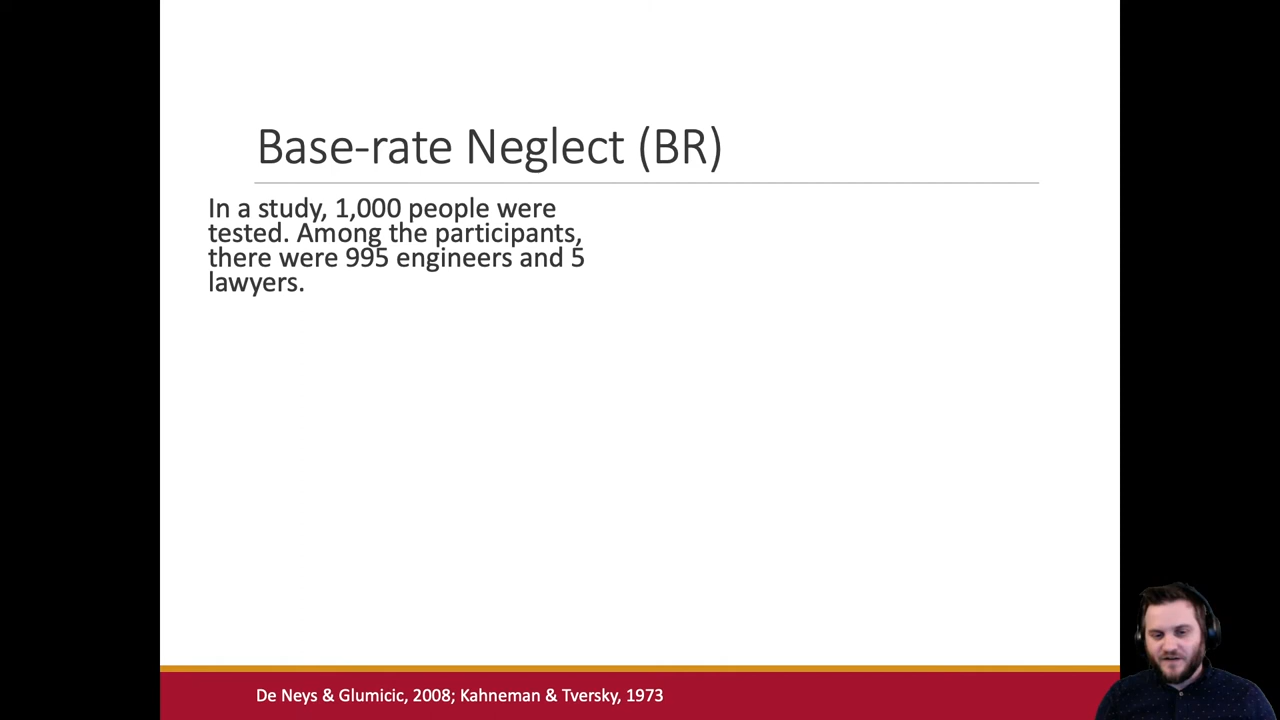 Base-rate Neglect (BR)
In a study, 1,000 people were
tested. Among the participants,
there were 995 engineers and 5
lawyers.
De Neys & Glumicic, 2008; Kahneman & Tversky, 1973